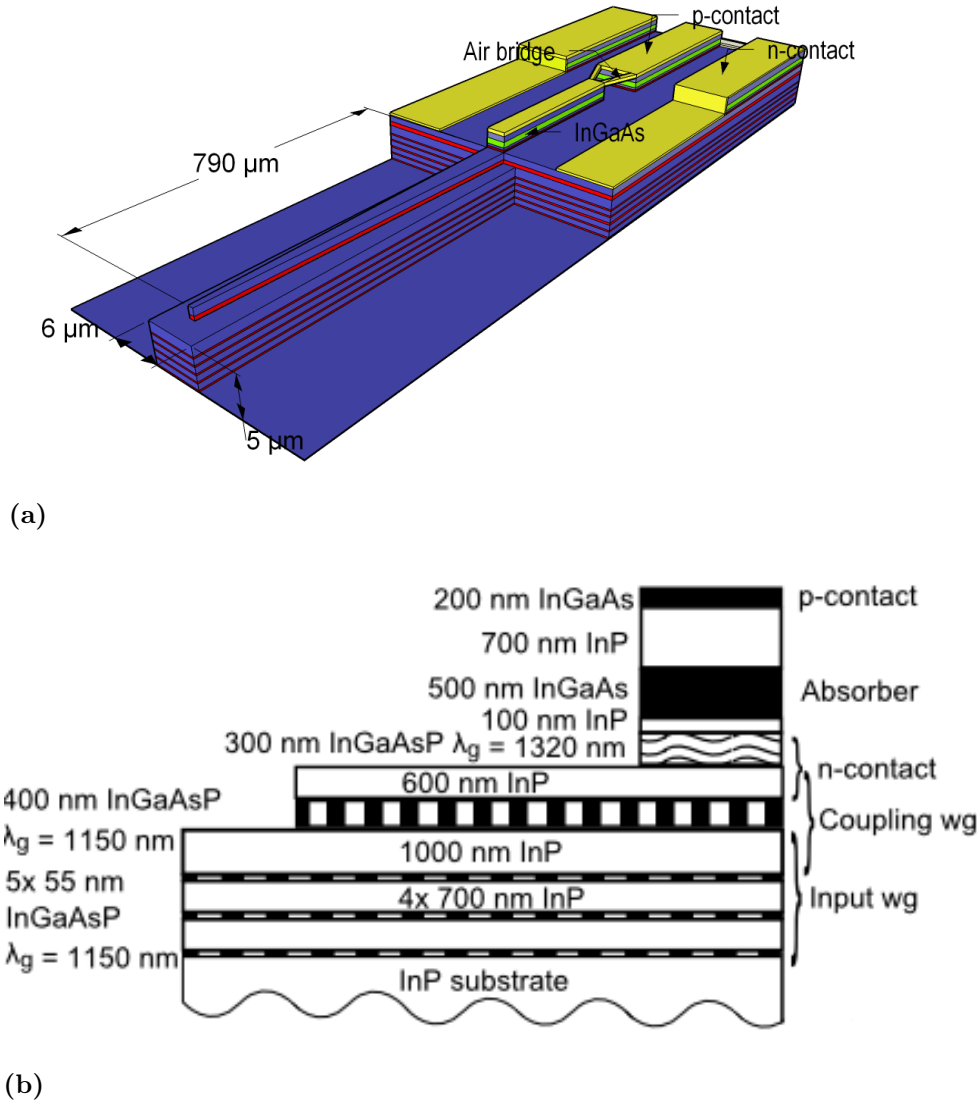 p-contact
Air bridge
n-contact
InGaAs
790 µm
6 µm
5 µm
(a)
200 nm InGaAs
p-contact
700 nm InP
500 nm InGaAs
Absorber
100 nm InP
300 nm InGaAsP λg = 1320 nm
n-contact
600 nm InP
400 nm InGaAsP
Coupling wg
λg = 1150 nm
1000 nm InP
5x 55 nm
4x 700 nm InP
Input wg
InGaAsP
λg = 1150 nm
InP substrate
(b)